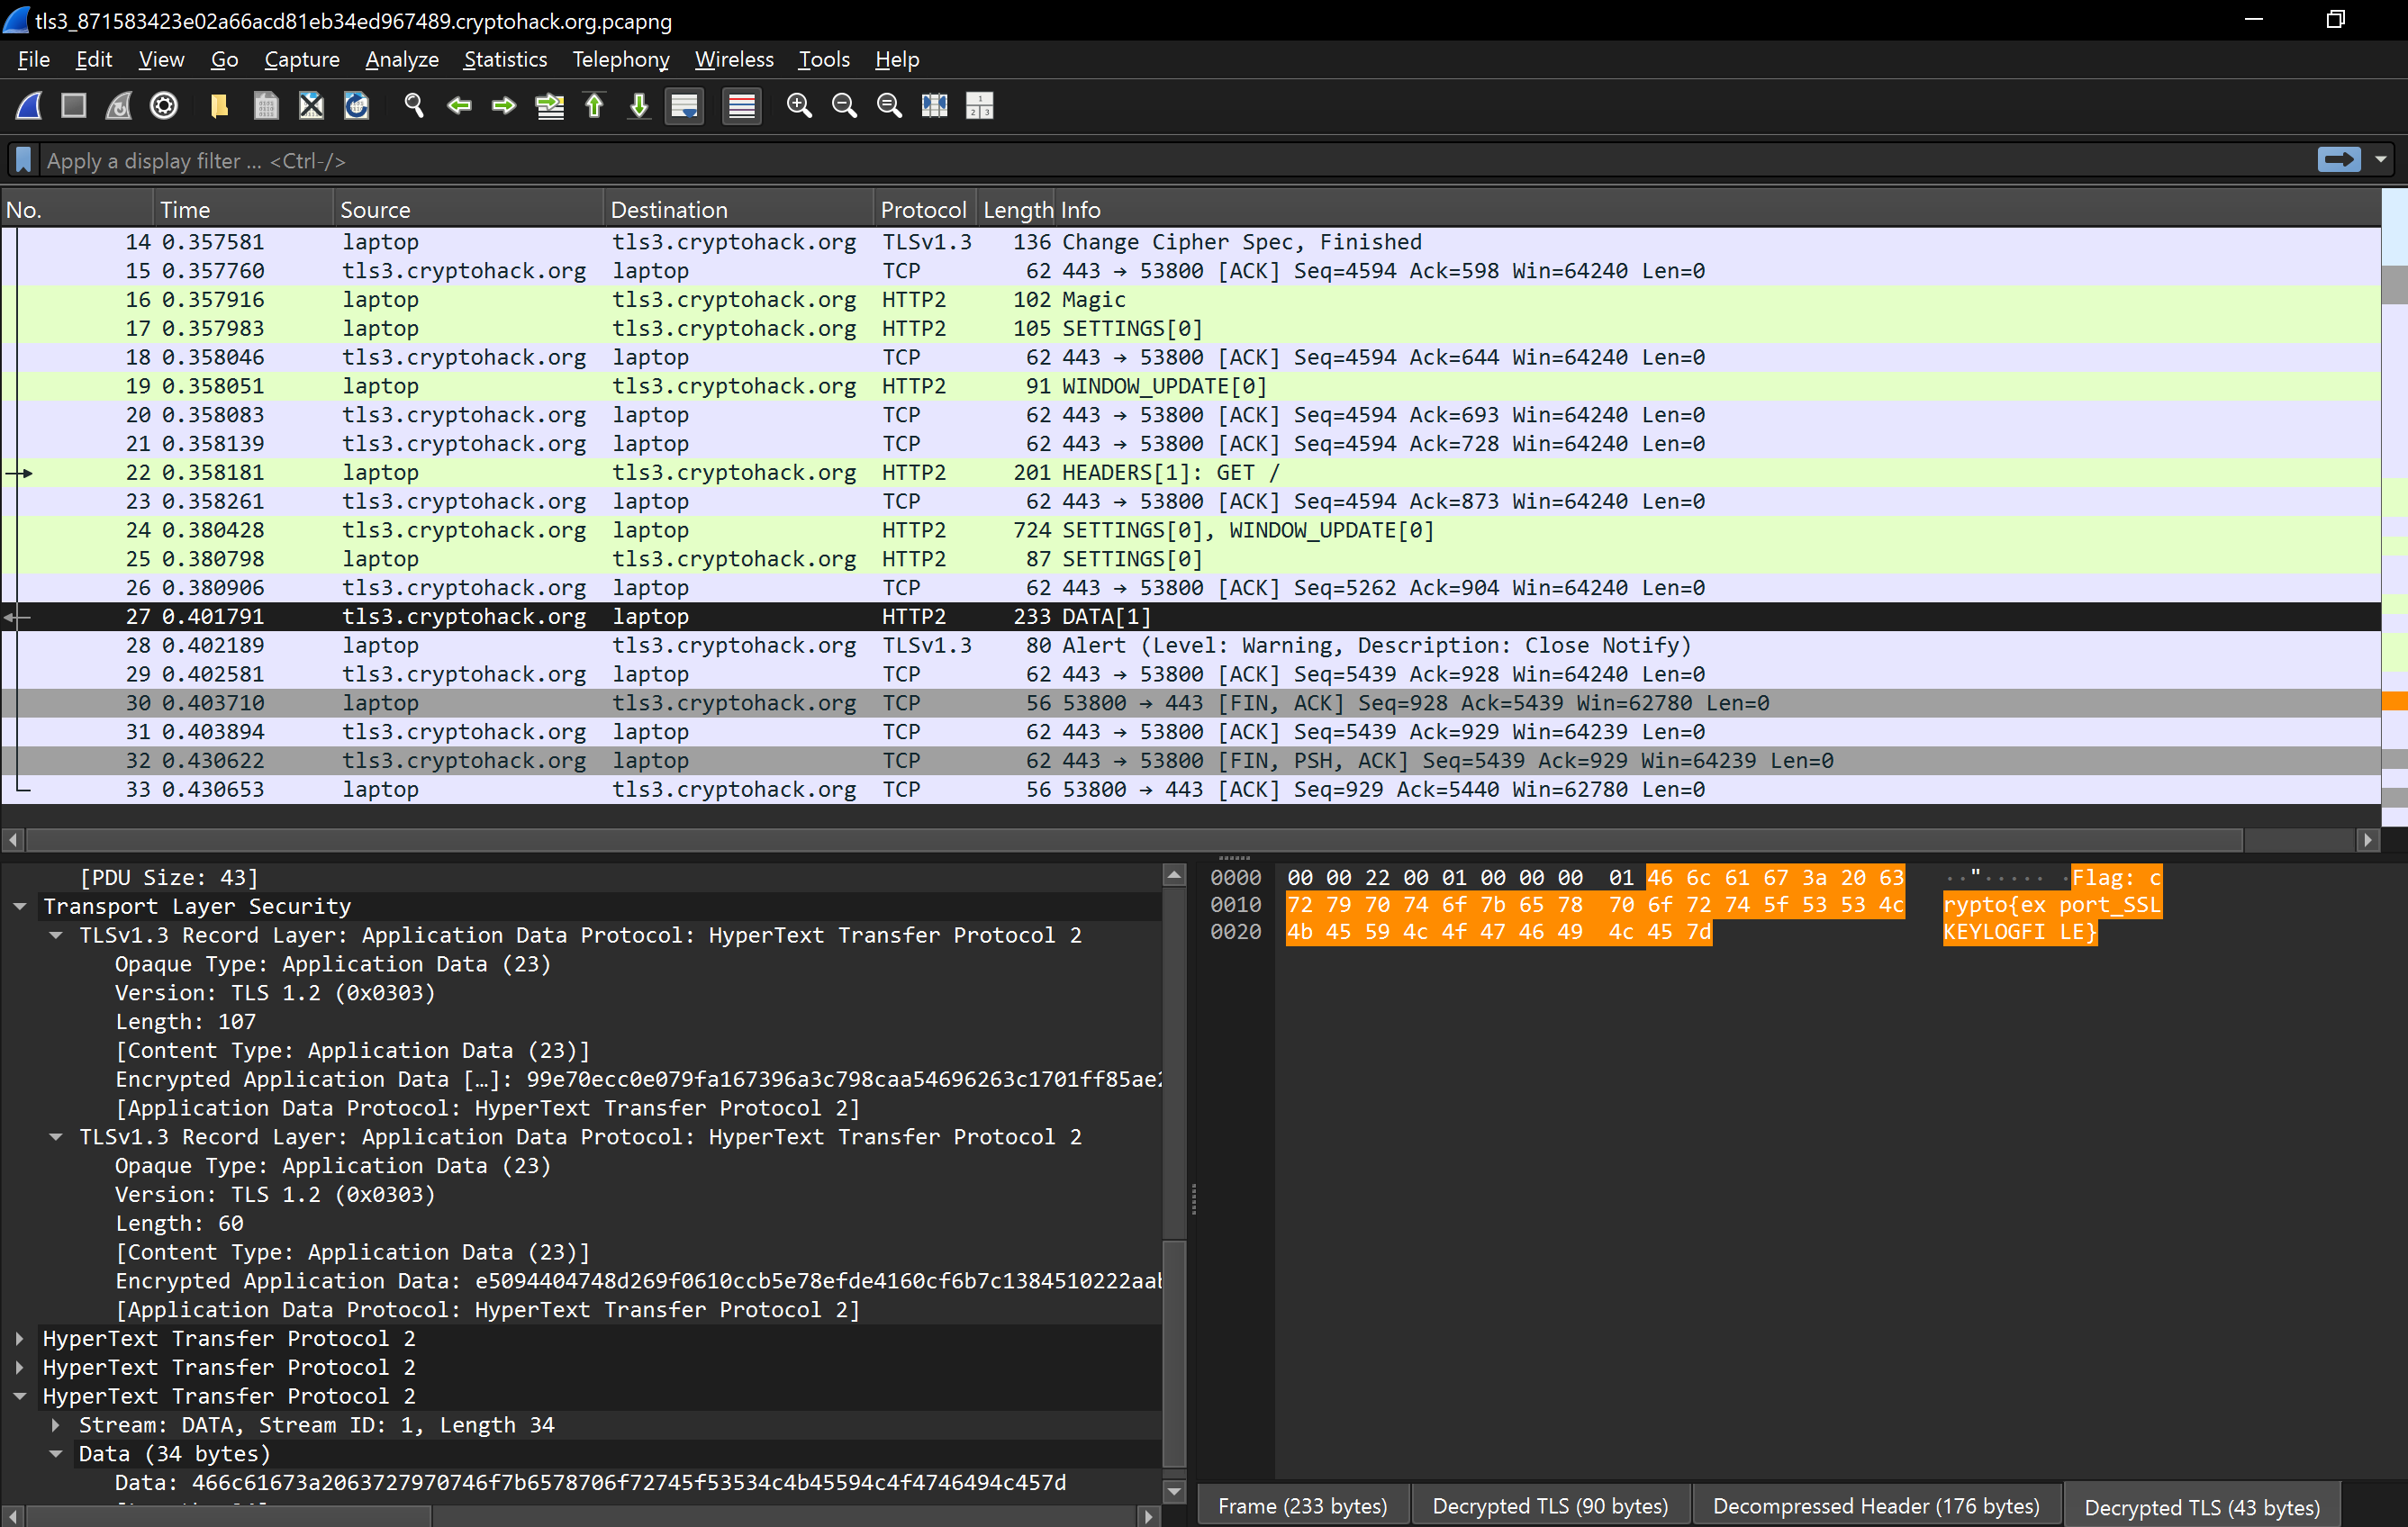 tls3_871583423e02a66acd81eb34ed967489.cryptohack.org.pcapng
File Edit View Go Capture Analyze Statistics Telephony Wireless Tools Help
Apply a display filter ... <Ctrl-/>
No. Time Source Destination Protocol Length Info
14 0.357581 laptop tls3.cryptohack.org TLSv1.3 136 Change Cipher Spec, Finished
15 0.357760 tls3.cryptohack.org laptop TCP 62 443 → 53800 [ACK] Seq=4594 Ack=598 Win=64240 Len=0
16 0.357916 laptop tls3.cryptohack.org HTTP2 102 Magic
17 0.357983 laptop tls3.cryptohack.org HTTP2 105 SETTINGS[0]
18 0.358046 tls3.cryptohack.org laptop TCP 62 443 → 53800 [ACK] Seq=4594 Ack=644 Win=64240 Len=0
19 0.358051 laptop tls3.cryptohack.org HTTP2 91 WINDOW_UPDATE[0]
20 0.358083 tls3.cryptohack.org laptop TCP 62 443 → 53800 [ACK] Seq=4594 Ack=693 Win=64240 Len=0
21 0.358139 tls3.cryptohack.org laptop TCP 62 443 → 53800 [ACK] Seq=4594 Ack=728 Win=64240 Len=0
22 0.358181 laptop tls3.cryptohack.org HTTP2 201 HEADERS[1]: GET /
23 0.358261 tls3.cryptohack.org laptop TCP 62 443 → 53800 [ACK] Seq=4594 Ack=873 Win=64240 Len=0
24 0.380428 tls3.cryptohack.org laptop HTTP2 724 SETTINGS[0], WINDOW_UPDATE[0]
25 0.380798 laptop tls3.cryptohack.org HTTP2 87 SETTINGS[0]
26 0.380906 tls3.cryptohack.org laptop TCP 62 443 → 53800 [ACK] Seq=5262 Ack=904 Win=64240 Len=0
27 0.401791 tls3.cryptohack.org laptop HTTP2 233 DATA[1]
28 0.402189 laptop tls3.cryptohack.org TLSv1.3 80 Alert (Level: Warning, Description: Close Notify)
29 0.402581 tls3.cryptohack.org laptop TCP 62 443 → 53800 [ACK] Seq=5439 Ack=928 Win=64240 Len=0
30 0.403710 laptop tls3.cryptohack.org TCP 56 53800 → 443 [FIN, ACK] Seq=928 Ack=5439 Win=62780 Len=0
31 0.403894 tls3.cryptohack.org laptop TCP 62 443 → 53800 [ACK] Seq=5439 Ack=929 Win=64239 Len=0
32 0.430622 tls3.cryptohack.org laptop TCP 62 443 → 53800 [FIN, PSH, ACK] Seq=5439 Ack=929 Win=64239 Len=0
33 0.430653 laptop tls3.cryptohack.org TCP 56 53800 → 443 [ACK] Seq=929 Ack=5440 Win=62780 Len=0
[PDU Size: 43]
Transport Layer Security
TLSv1.3 Record Layer: Application Data Protocol: HyperText Transfer Protocol 2
Opaque Type: Application Data (23)
Version: TLS 1.2 (0x0303)
Length: 107
[Content Type: Application Data (23)]
Encrypted Application Data […]: 99e70ecc0e079fa167396a3c798caa54696263c1701ff85ae
[Application Data Protocol: HyperText Transfer Protocol 2]
TLSv1.3 Record Layer: Application Data Protocol: HyperText Transfer Protocol 2
Opaque Type: Application Data (23)
Version: TLS 1.2 (0x0303)
Length: 60
[Content Type: Application Data (23)]
Encrypted Application Data: e5094404748d269f0610ccb5e78efde4160cf6b7c1384510222aa
[Application Data Protocol: HyperText Transfer Protocol 2]
HyperText Transfer Protocol 2
HyperText Transfer Protocol 2
HyperText Transfer Protocol 2
Stream: DATA, Stream ID: 1, Length 34
Data (34 bytes)
Data: 466c61673a2063727970746f7b6578706f72745f53534c4b45594c4f4746494c457d
0000 00 00 22 00 01 00 00 00 01 46 6c 61 67 3a 20 63 ··"····· ·Flag: c
0010 72 79 70 74 6f 7b 65 78 70 6f 72 74 5f 53 53 4c rypto{ex port_SSL
0020 4b 45 59 4c 4f 47 46 49 4c 45 7d KEYLOGFI LE}
Frame (233 bytes) Decrypted TLS (90 bytes) Decompressed Header (176 bytes) Decrypted TLS (43 bytes)